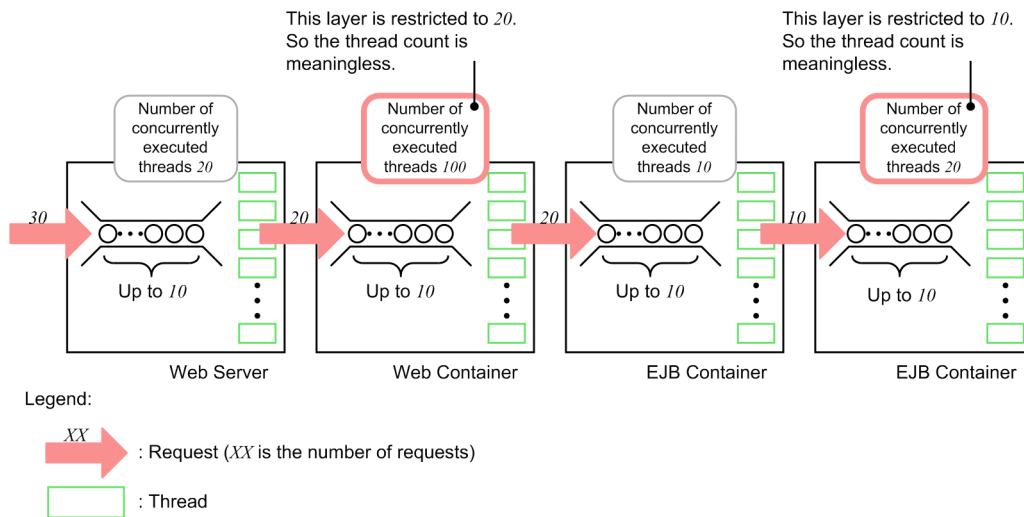 This layer is restricted to 20.
So the thread count is
meaningless.
This layer is restricted to 10.
So the thread count is
meaningless.
Number of
concurrently
executed
threads 20
Number of
concurrently
executed
threads 100
Number of
concurrently
executed
threads 10
Number of
concurrently
executed
threads 20
30
20
20
10
Up to 10
Up to 10
Up to 10
Up to 10
Web Server
Web Container
EJB Container
EJB Container
Legend:
XX
: Request (XX is the number of requests)
: Thread